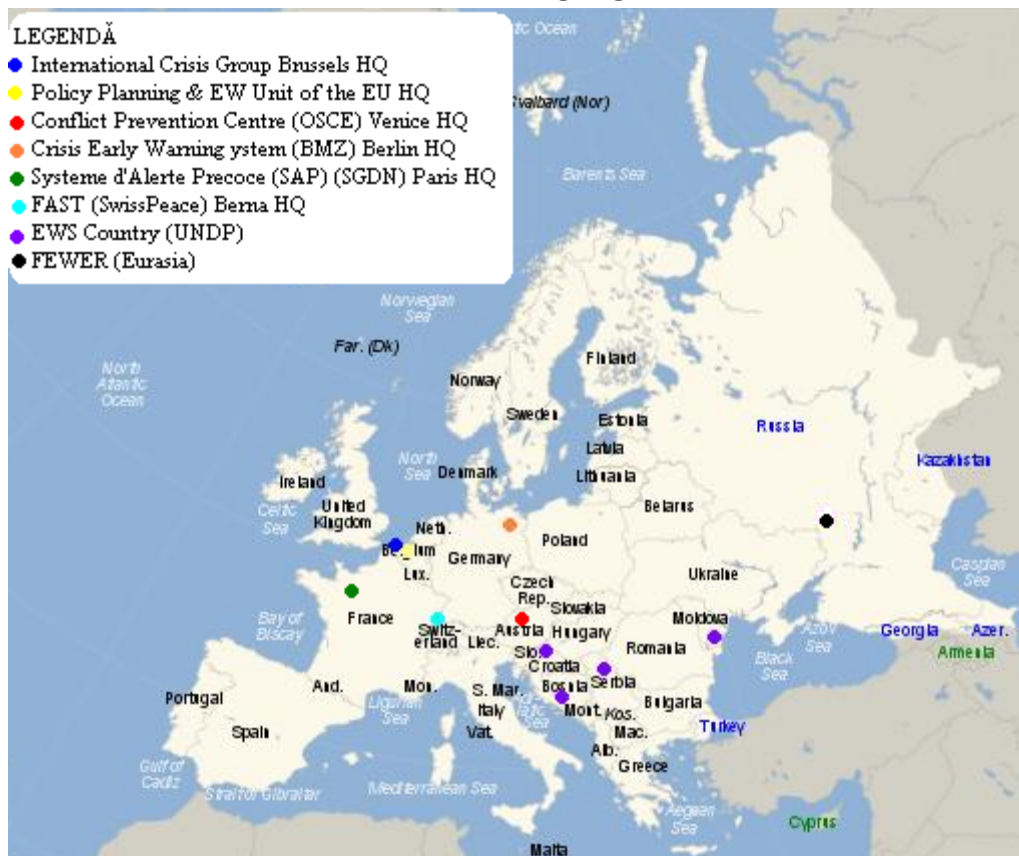 LEGENDĂ
International Crisis Group Brussels HQ
Policy Planning & EW Unit of the EU HQ
Conflict Prevention Centre (OSCE) Venice HQ
Crisis Early Warning ystem (BMZ) Berlin HQ
Systeme d'Alerte Precoce (SAP) (SGDN) Paris HQ
FAST (SwissPeace) Berna HQ
EWS Country (UNDP)
FEWER (Eurasia)
Ocean
Svalbard (Nor)
Barents Sea
Norwegian
Sea
Far. (Dk)
North
Atlantic
Ocean
Finland
Norway
Sweden
Estonia
Russia
Latvia
Kazakhstan
North
Sea
Denmark
Lithuania
Ireland
Celtic
Sea
United
Kingdom
Belarus
Neth.
Poland
Germany
Lux.
Ukraine
Caspian
Sea
Czech
Rep.
Bay of
Biscay
France
Slovakia
Switz-
erland
Liec.
Austria
Hungary
Moldova
Azov
Sea
Georgia
Azer.
Armenia
Slo.
Croatia
Romania
Black
Sea
Portugal
And.
Mon.
Ligurian
Sea
S. Mar.
Italy
Vat.
Bosnia
Serbia
Mont.
Kos.
Bulgaria
Mac.
Turkey
Spain
Alb.
Greece
Gulf of
Cadiz
Strait of Gibraltar
Mediterranean Sea
Aegean
Sea
Cyprus
Malta